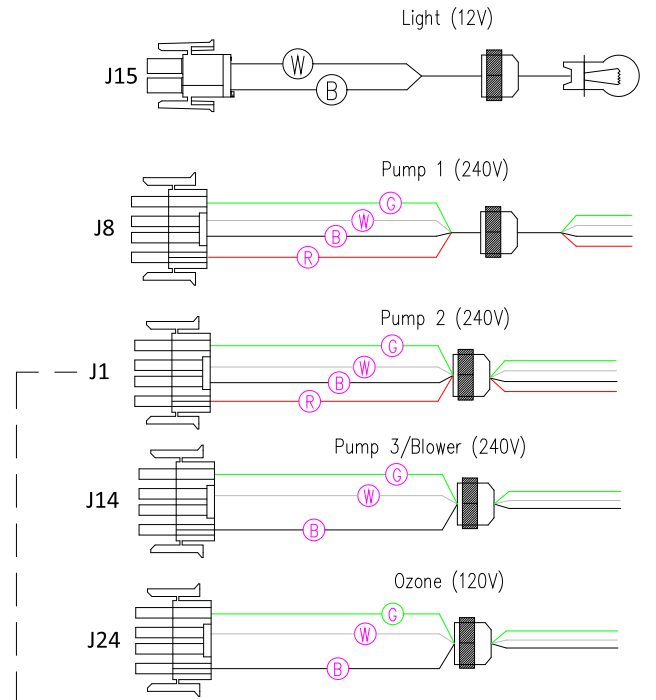 Light (12V)
J15
W
B
Pump 1 (240V)
J8
G
W
B
R
Pump 2 (240V)
J1
G
W
B
R
Pump 3/Blower (240V)
J14
G
W
B
Ozone (120V)
J24
G
W
B